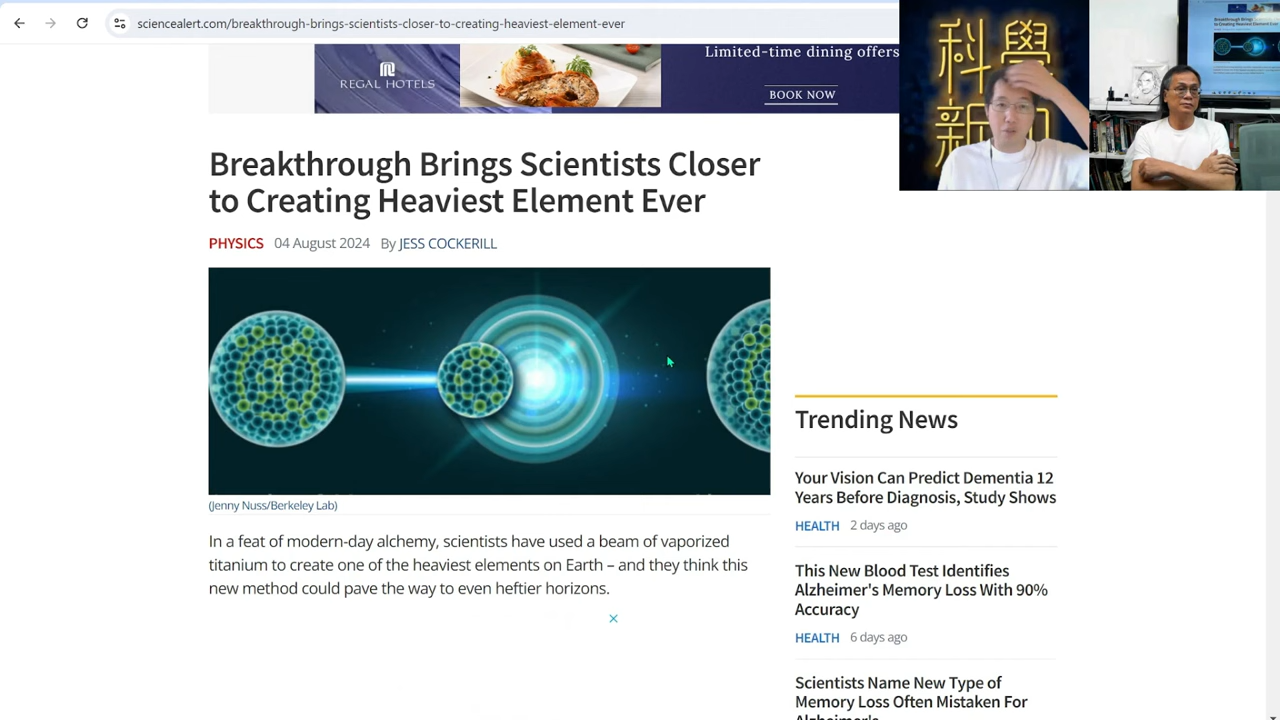 sciencealert.com/breakthrough-brings-scientists-closer-to-creating-heaviest-element-ever
REGAL HOTELS
Limited-time dining offers
BOOK NOW
科學
新
Breakthrough Brings Scientists Closer
to Creating Heaviest Element Ever
PHYSICS 04 August 2024 By JESS COCKERILL
(Jenny Nuss/Berkeley Lab)
In a feat of modern-day alchemy, scientists have used a beam of vaporized
titanium to create one of the heaviest elements on Earth – and they think this
new method could pave the way to even heftier horizons.
Trending News
Your Vision Can Predict Dementia 12
Years Before Diagnosis, Study Shows
HEALTH 2 days ago
This New Blood Test Identifies
Alzheimer's Memory Loss With 90%
Accuracy
HEALTH 6 days ago
Scientists Name New Type of
Memory Loss Often Mistaken For
Alzheimer's